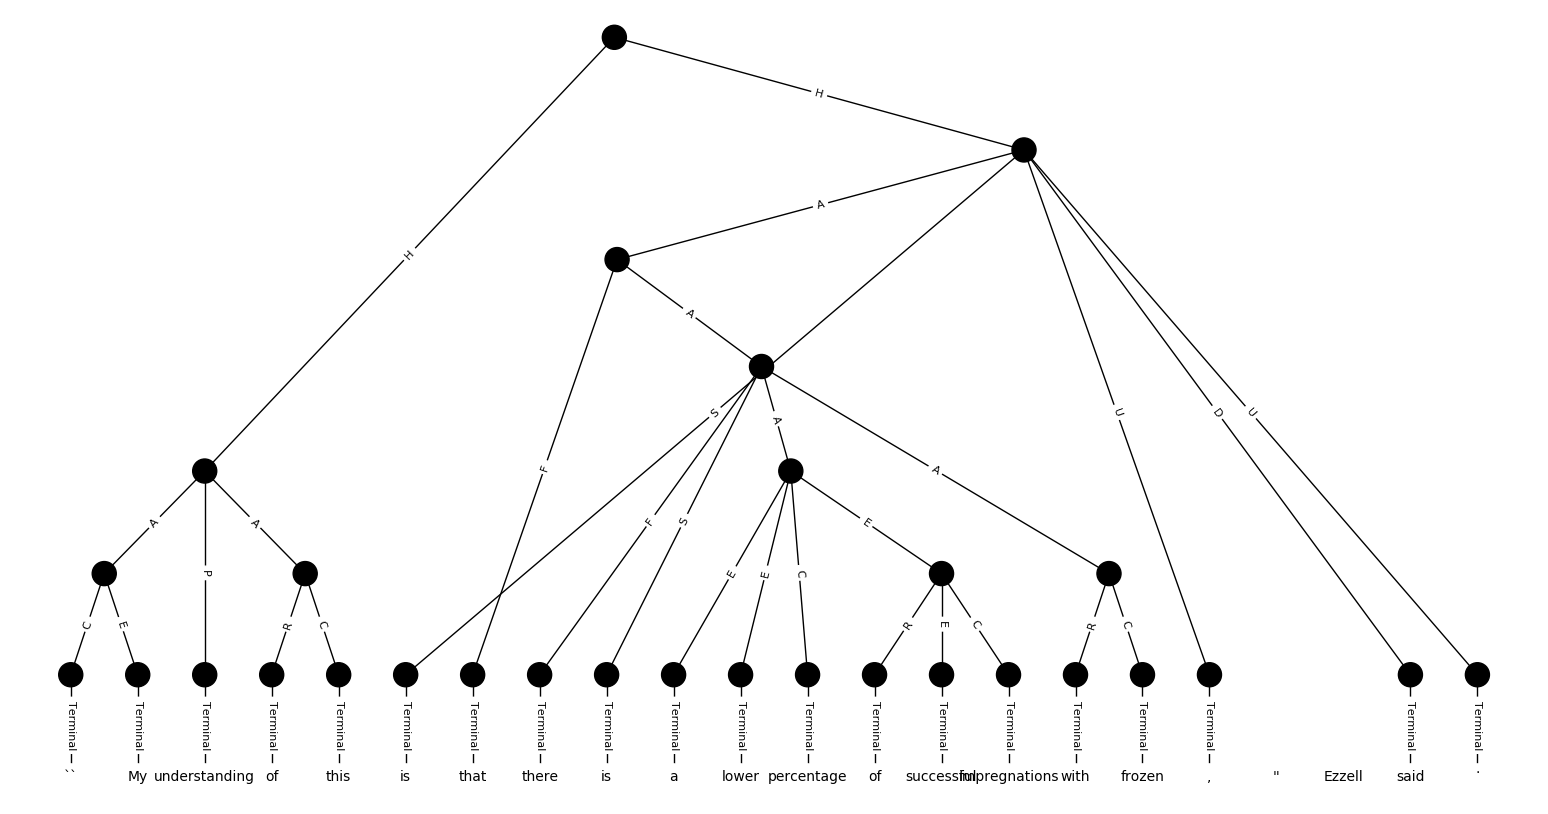 H
H
A
A
S
A
F
A
F
S
E
E
C
E
A
P
A
C
E
R
C
R
E
C
R
C
U
D
U
Terminal Terminal Terminal Terminal Terminal Terminal Terminal Terminal Terminal Terminal Terminal Terminal Terminal Terminal Terminal Terminal Terminal Terminal Terminal Terminal
`` My understanding of this is that there is a lower percentage of successful impregnations with frozen , " Ezzell said .